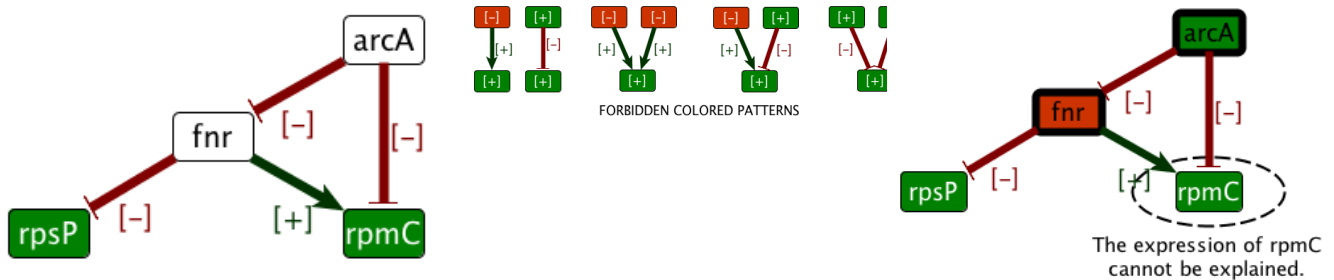 arcA
[−]
[−]
fnr
[−]
[+]
rpsP
rpmC
[−] [+]
[+] [−]
[+] [+]
[−] [−]
[+] [+]
[+]
[−] [+]
[+] [−]
[+]
[+]
[−]
[+]
FORBIDDEN COLORED PATTERNS
arcA
[−]
[−]
fnr
[−]
[+]
rpsP
rpmC
The expression of rpmC
cannot be explained.